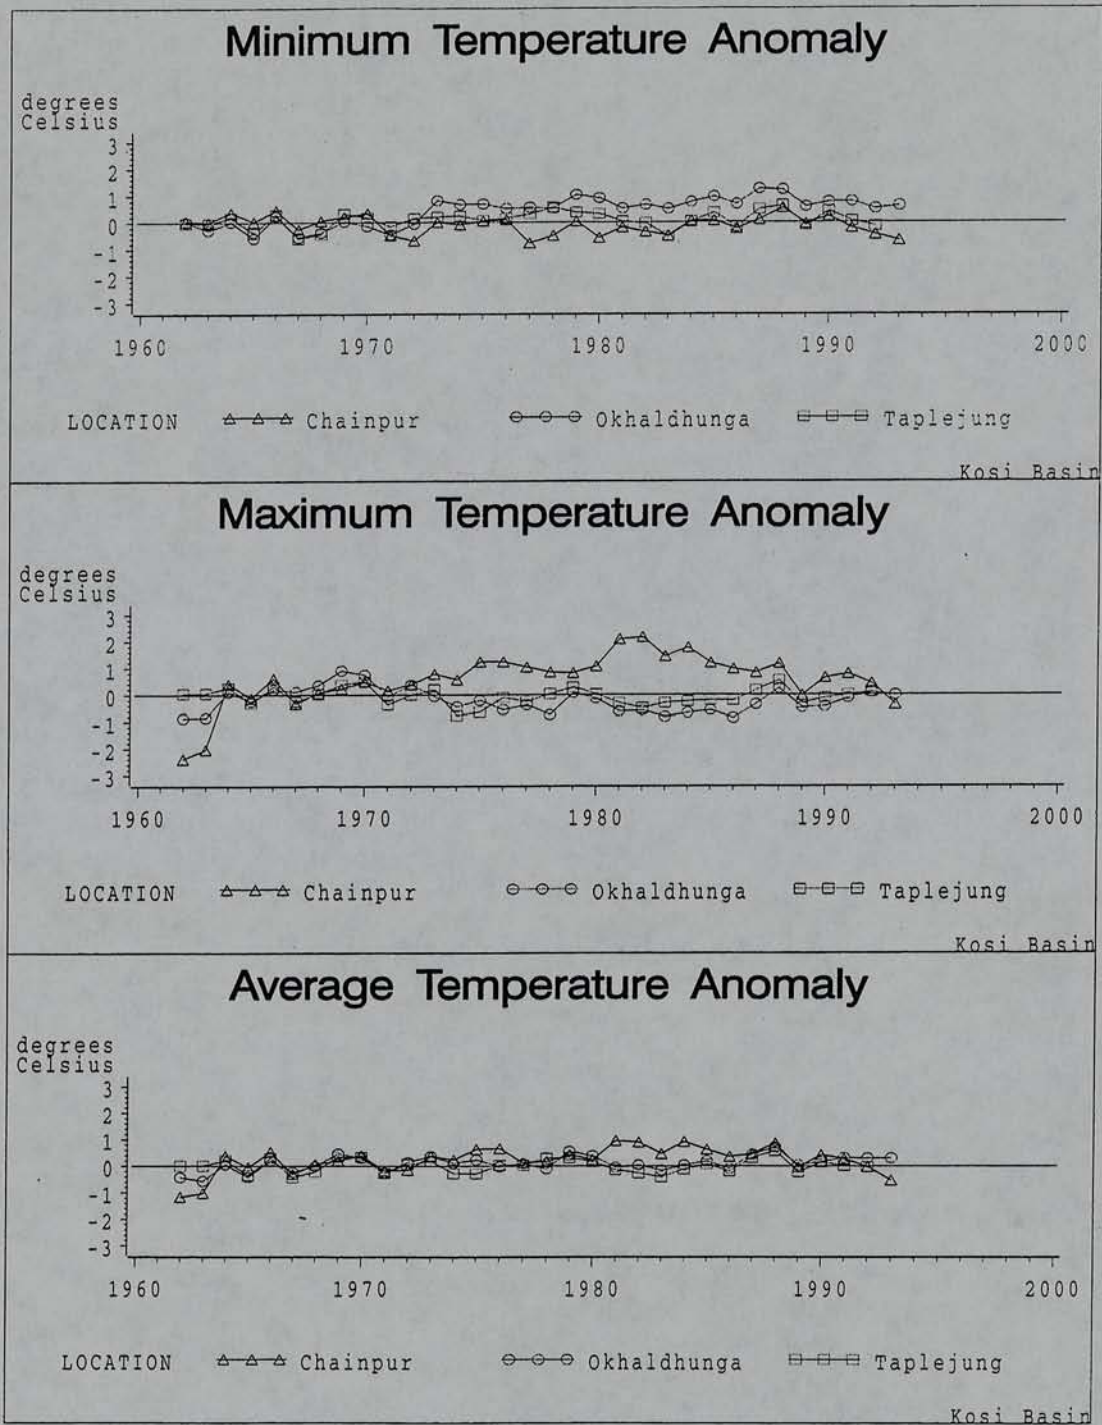 Minimum Temperature Anomaly
degrees
Celsius
3
2
1
0
-1
-2
-3
1960 1970 1980 1990 2000
LOCATION Chainpur Okhaldhunga Taplejung
Kosi Basin
Maximum Temperature Anomaly
degrees
Celsius
3
2
1
0
-1
-2
-3
1960 1970 1980 1990 2000
LOCATION Chainpur Okhaldhunga Taplejung
Kosi Basin
Average Temperature Anomaly
degrees
Celsius
3
2
1
0
-1
-2
-3
1960 1970 1980 1990 2000
LOCATION Chainpur Okhaldhunga Taplejung
Kosi Basin